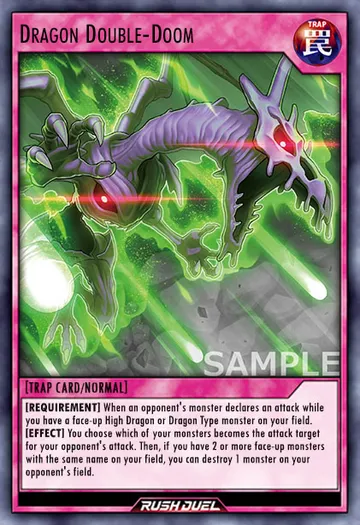 Dragon Double-Doom
TRAP
罠
SAMPLE
[TRAP CARD/NORMAL]
[REQUIREMENT] When an opponent's monster declares an attack while
you have a face-up High Dragon or Dragon Type monster on your field.
[EFFECT] You choose which of your monsters becomes the attack target
for your opponent's attack. Then, if you have 2 or more face-up monsters
with the same name on your field, you can destroy 1 monster on your
opponent's field.
RUSH DUEL